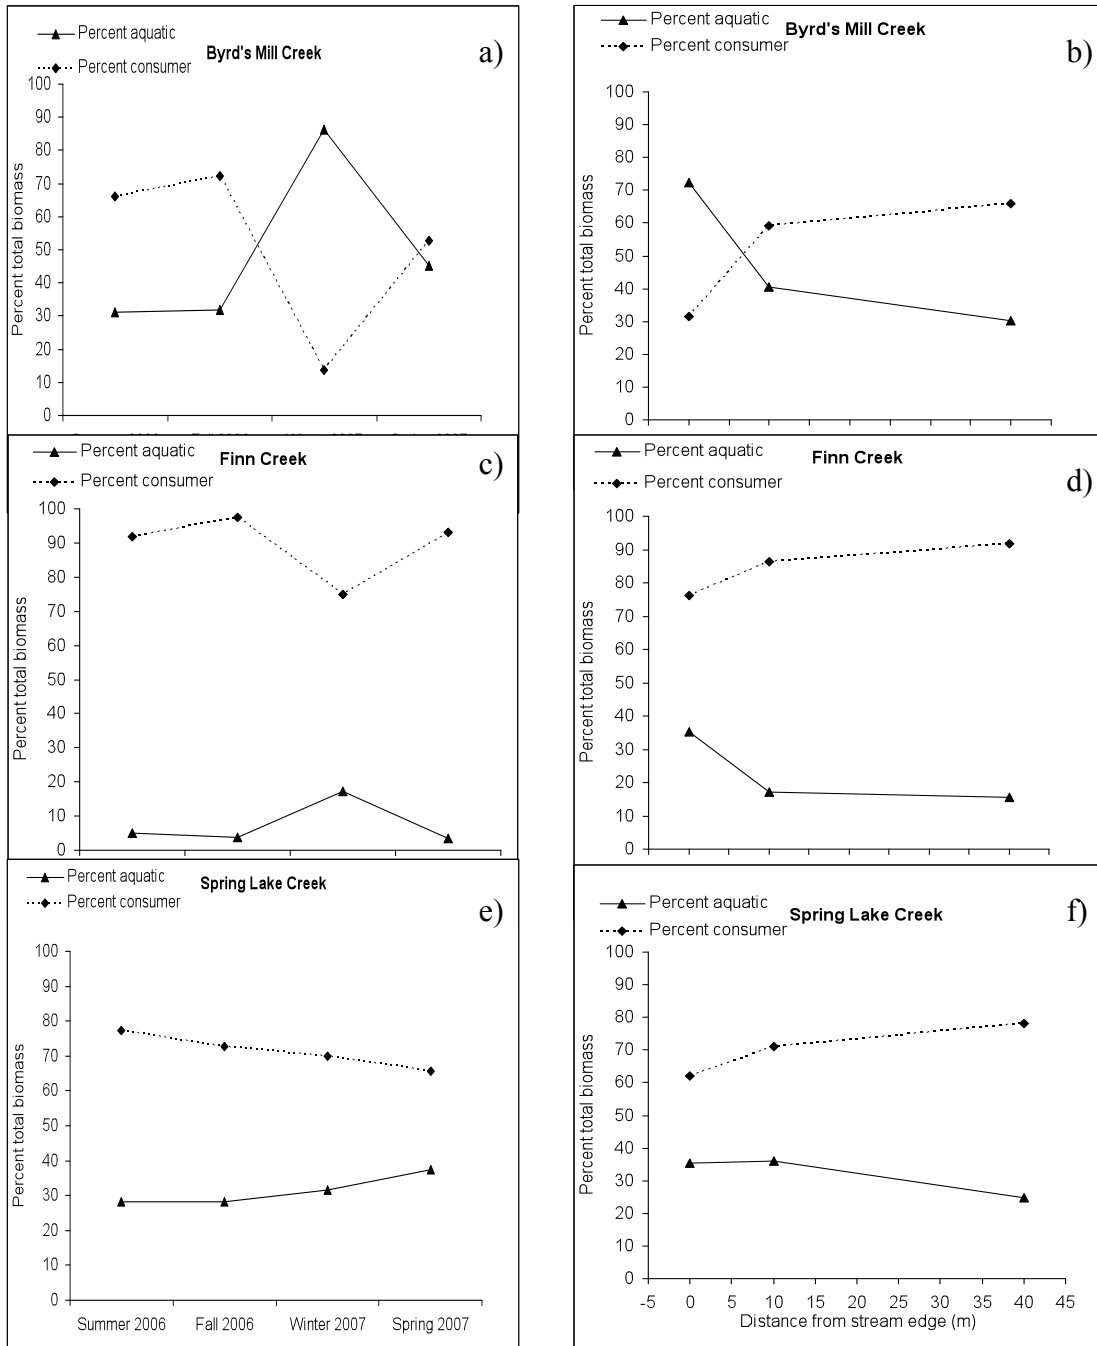 Percent aquatic
Byrd's Mill Creek
a)
Percent consumer
100
90
80
70
60
50
40
30
20
10
0
Percent total biomass
Percent aquatic
Byrd's Mill Creek
b)
Percent consumer
100
90
80
70
60
50
40
30
20
10
0
Percent total biomass
Percent aquatic
Finn Creek
c)
Percent consumer
100
90
80
70
60
50
40
30
20
10
0
Percent total biomass
Percent aquatic
Finn Creek
d)
Percent consumer
100
90
80
70
60
50
40
30
20
10
0
Percent total biomass
Percent aquatic
Spring Lake Creek
e)
Percent consumer
100
90
80
70
60
50
40
30
20
10
0
Percent total biomass
Summer 2006 Fall 2006 Winter 2007 Spring 2007
Percent aquatic
Spring Lake Creek
f)
Percent consumer
100
90
80
70
60
50
40
30
20
10
0
Percent total biomass
-5 0 5 10 15 20 25 30 35 40 45
Distance from stream edge (m)